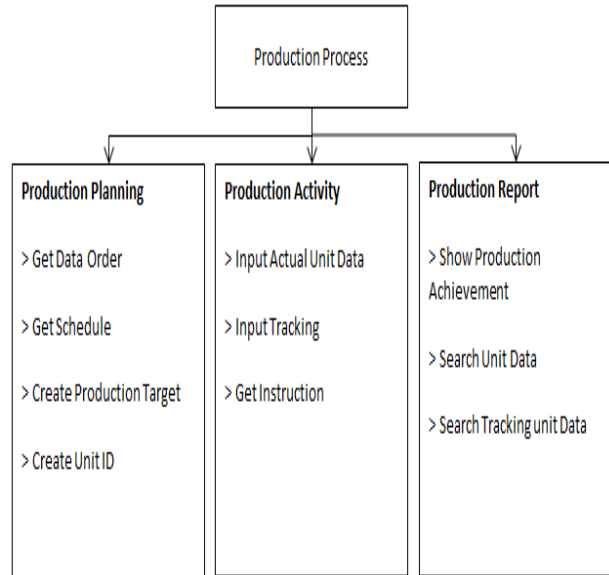 Production Process
Production Planning
> Get Data Order
> Get Schedule
> Create Production Target
> Create Unit ID
Production Activity
> Input Actual Unit Data
> Input Tracking
> Get Instruction
Production Report
> Show Production
Achievement
> Search Unit Data
> Search Tracking unit Data